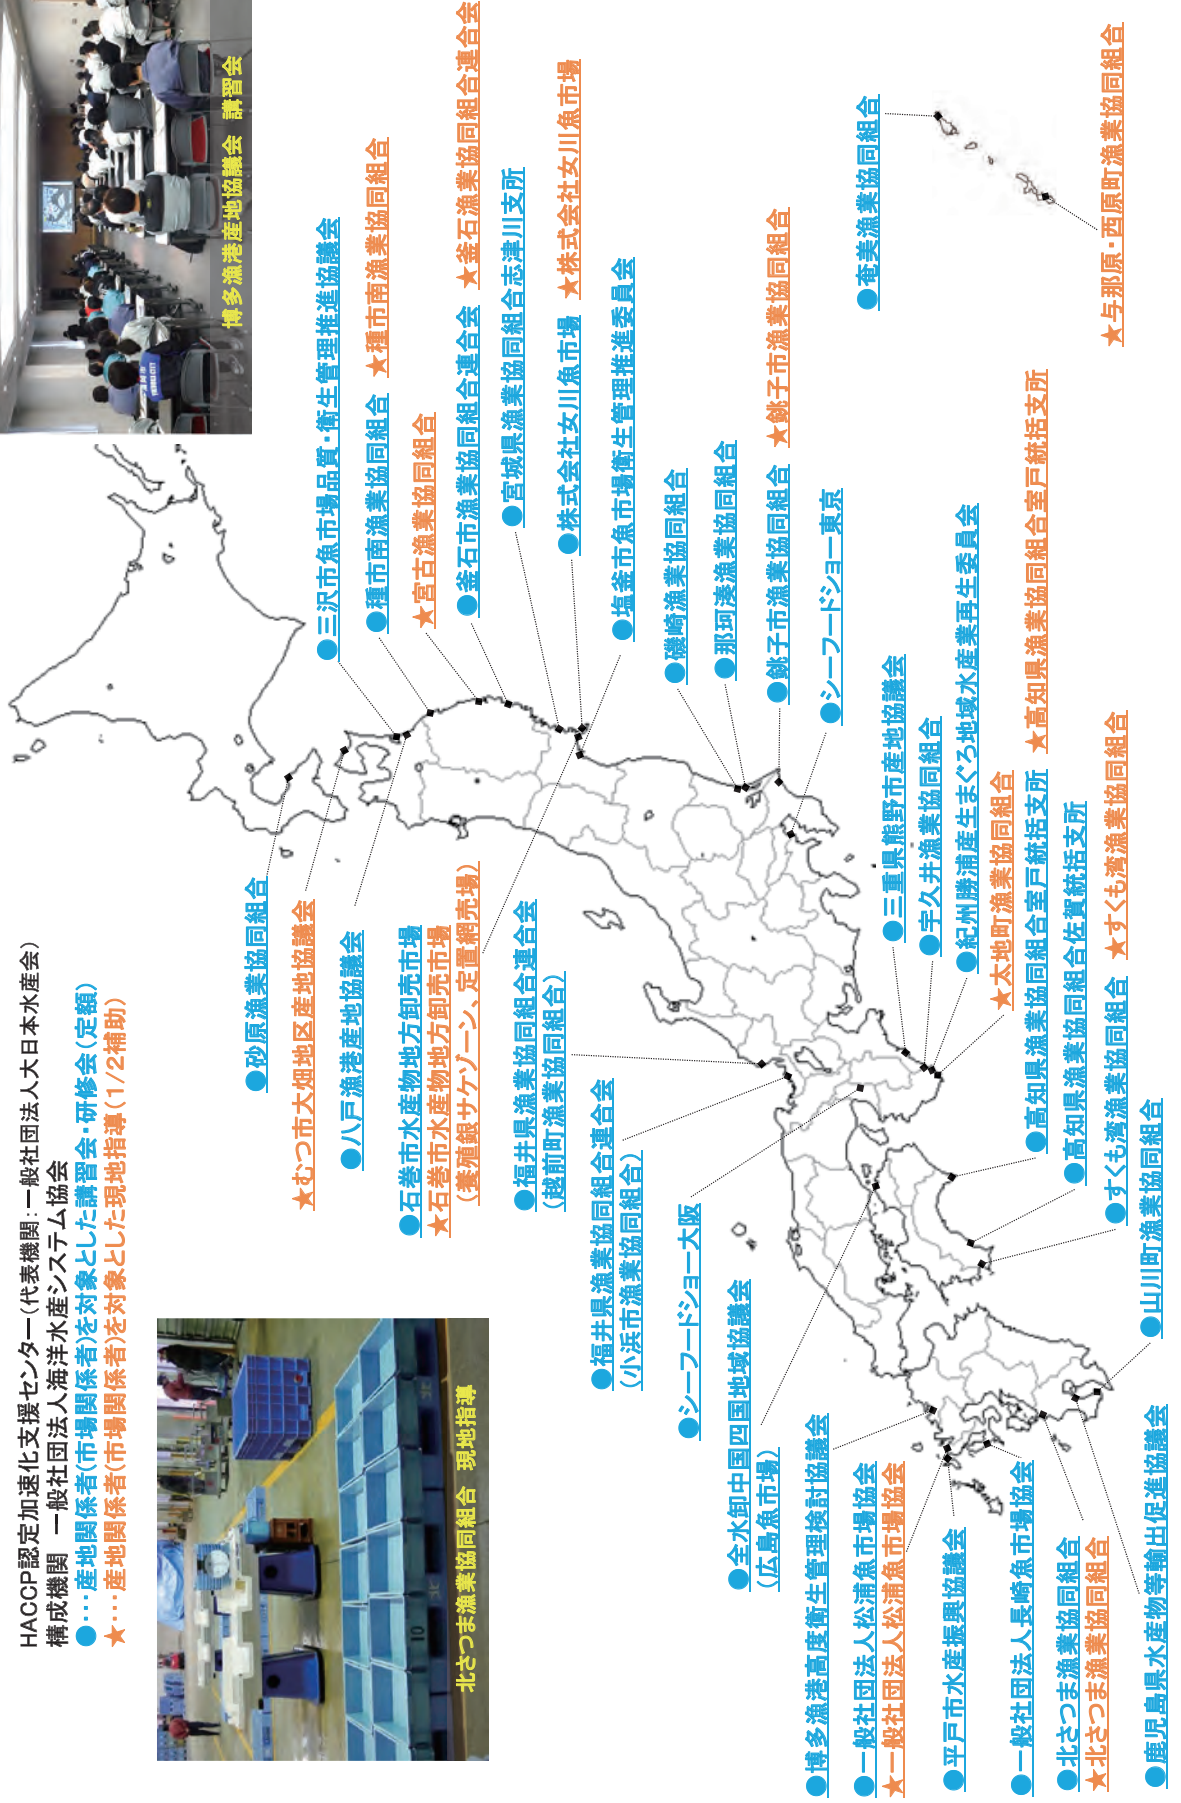 HACCP認定加速化支援センター（代表機関：一般社団法人大日本水産会）
構成機関　一般社団法人海洋水産システム協会
●･･･産地関係者（市場関係者）を対象とした講習会・研修会（定額）
★･･･産地関係者（市場関係者）を対象とした現地指導（１/２補助）
博多漁港産地協議会　講習会
北さつま漁業協同組合　現地指導
●砂原漁業協同組合
★むつ市大畑地区産地協議会
●八戸漁港産地協議会
●石巻市水産物地方卸売市場
★石巻市水産物地方卸売市場
（養殖銀サケゾーン、定置網売場）
●福井県漁業協同組合連合会
（越前町漁業協同組合）
●福井県漁業協同組合連合会
（小浜市漁業協同組合）
●シーフードショー大阪
●全水卸中国四国地域協議会
（広島魚市場）
●博多漁港高度衛生管理検討協議会
●一般社団法人松浦魚市場協会
★一般社団法人松浦魚市場協会
●平戸市水産振興協議会
●一般社団法人長崎魚市場協会
●北さつま漁業協同組合
★北さつま漁業協同組合
●鹿児島県水産物等輸出促進協議会
●三沢市魚市場品質・衛生管理推進協議会
●種市南漁業協同組合　★種市南漁業協同組合
★宮古漁業協同組合
●釜石市漁業協同組合連合会　★釜石漁業協同組合連合会
●宮城県漁業協同組合志津川支所
●株式会社女川魚市場　★株式会社女川魚市場
●塩釜市魚市場衛生管理推進委員会
●磯崎漁業協同組合
●那珂湊漁業協同組合
●銚子市漁業協同組合　★銚子市漁業協同組合
●シーフードショー東京
●三重県熊野市産地協議会
●宇久井漁業協同組合
●紀州勝浦産生まぐろ地域水産業再生委員会
★太地町漁業協同組合
●高知県漁業協同組合室戸統括支所　★高知県漁業協同組合室戸統括支所
●高知県漁業協同組合佐賀統括支所
●すくも湾漁業協同組合　★すくも湾漁業協同組合
●山川町漁業協同組合
●奄美漁業協同組合
★与那原・西原町漁業協同組合
10